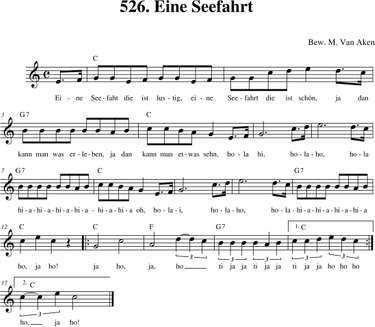 526. Eine Seefahrt
Bew. M. Van Aken
C
Ei - ne See-faht die ist lus-tig, ei-ne See-fahrt die ist schön, ja dan
3 G7 C
kann man was er-le-ben, ja dan kann man et-was sehn, ho-la hi, ho-la-ho, ho-la
7 G7 C G7
hi-a-hi-a-hi-a-hi-a-hi-a-hi-a oh, ho-la-i, ho-la-ho, ho-la hi-a-hi-a-hi-a-hi-a
12 C C F G7 C 1.
ho, ja ho! ja ho, ja, ho ti ja ja ti ja ja ti ja ja ho ho ho
3 3 3 3 3
17 2. C
ho, ja ho!
3 3